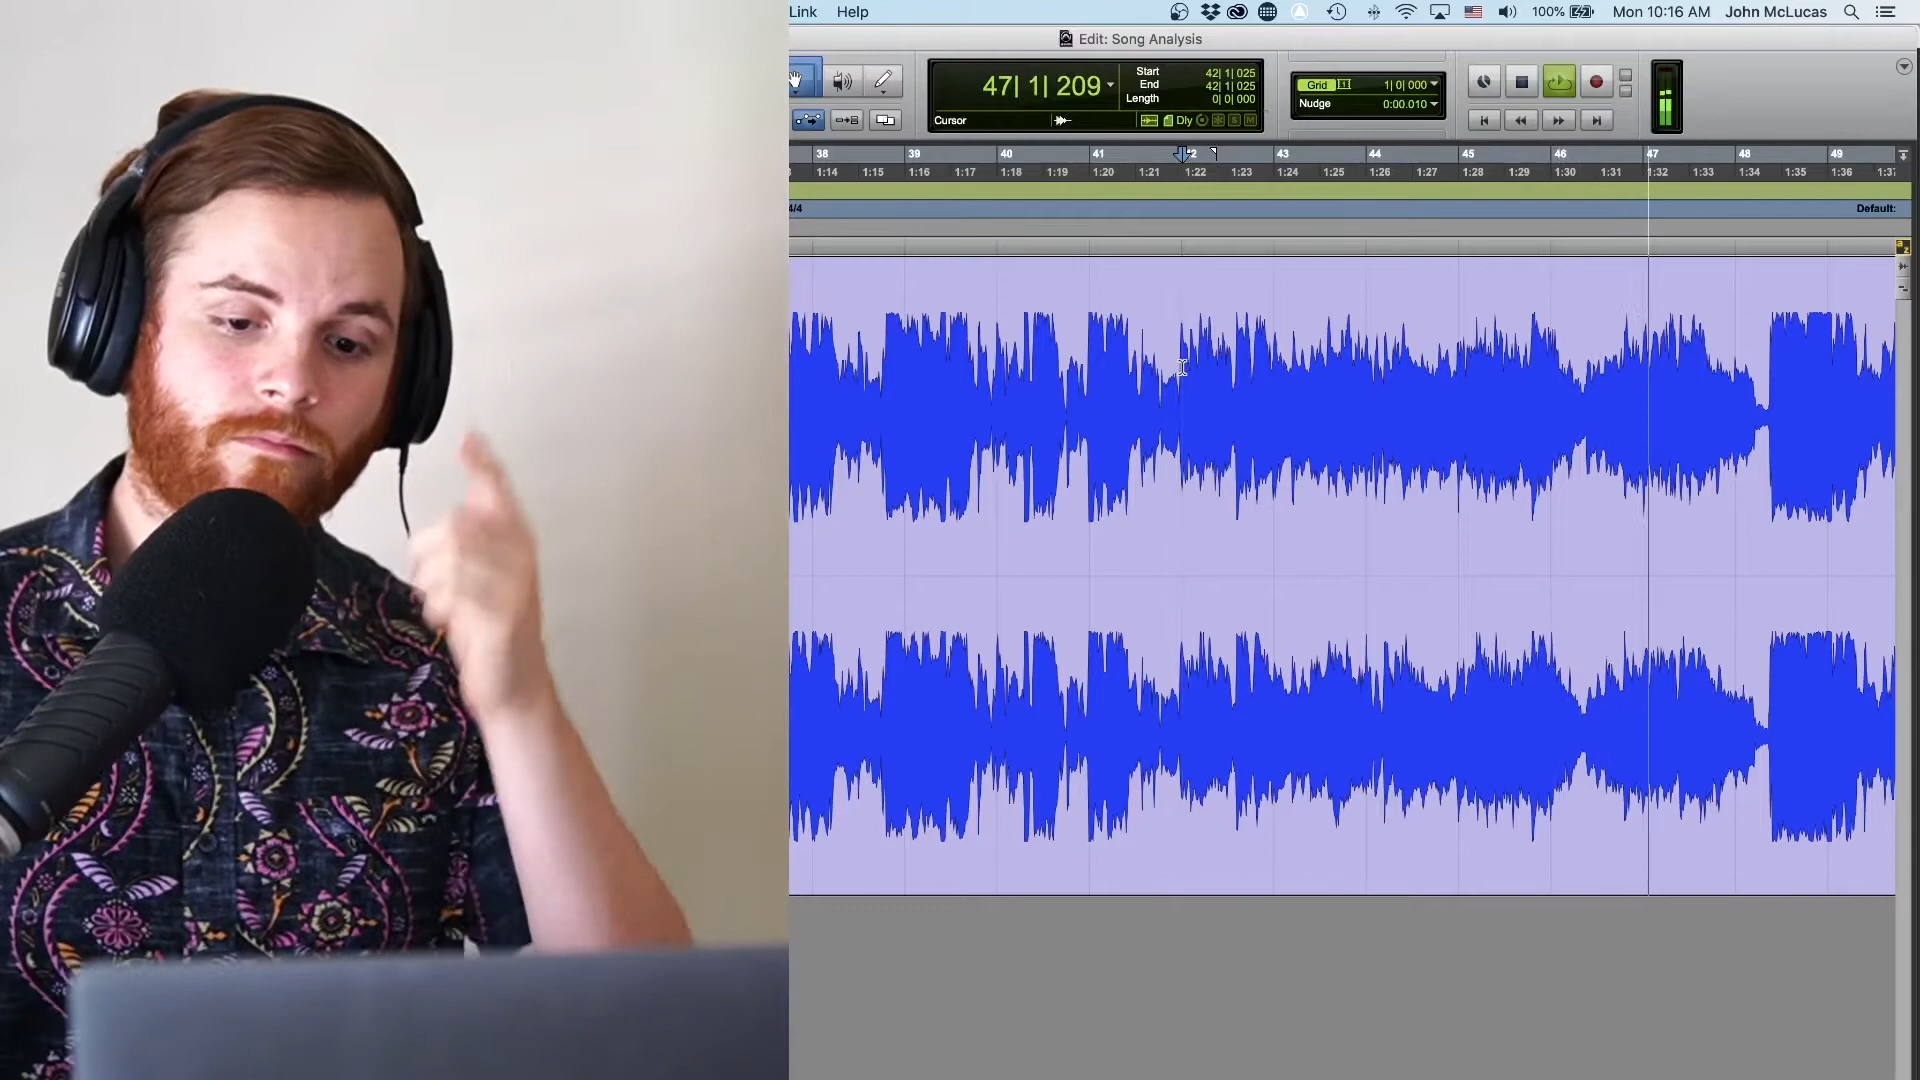 Link Help 100% Mon 10:16 AM John McLucas
Edit: Song Analysis
47| 1| 209
Start 42| 1| 025
End 42| 1| 025
Length 0| 0| 000
Cursor Dly
Grid 1| 0| 000
Nudge 0:00.010
38 39 40 41 42 43 44 45 46 47 48 49
1:14 1:15 1:16 1:17 1:18 1:19 1:20 1:21 1:22 1:23 1:24 1:25 1:26 1:27 1:28 1:29 1:30 1:31 1:32 1:33 1:34 1:35 1:36 1:37
4/4 Default:
a z